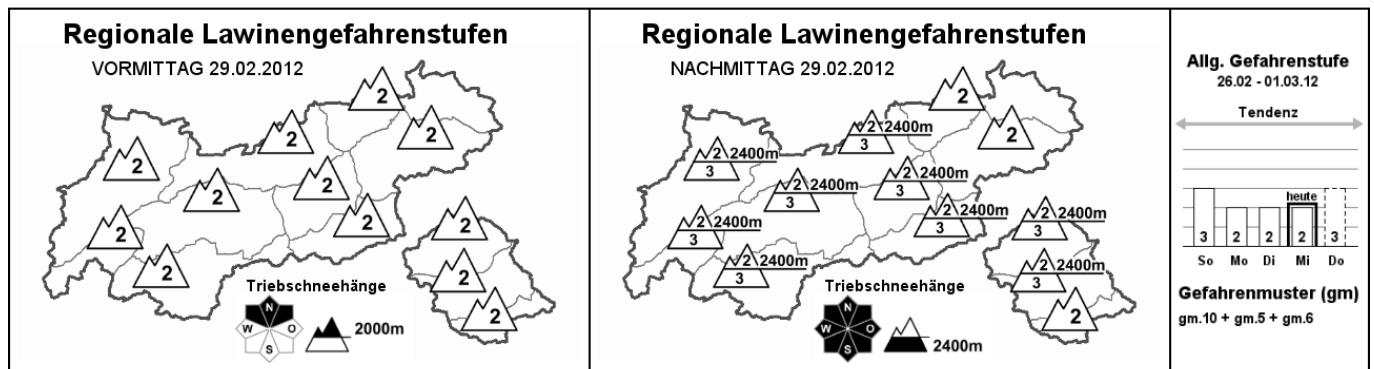 Regionale Lawinengefahrenstufen
VORMITTAG 29.02.2012
2
2
2
2
2
2
2
2
2
2
2
2
Triebschneehänge
N
W O
S
2000m
Regionale Lawinengefahrenstufen
NACHMITTAG 29.02.2012
2
2 2400m
3
2
2 2400m
3
2 2400m
3
2 2400m
3
2 2400m
3
2 2400m
3
2 2400m
3
2 2400m
3
2 2400m
3
2
Triebschneehänge
N
W O
S
2400m
Allg. Gefahrenstufe
26.02 - 01.03.12
Tendenz
heute
3 2 2 2 3
So Mo Di Mi Do
Gefahrenmuster (gm)
gm.10 + gm.5 + gm.6